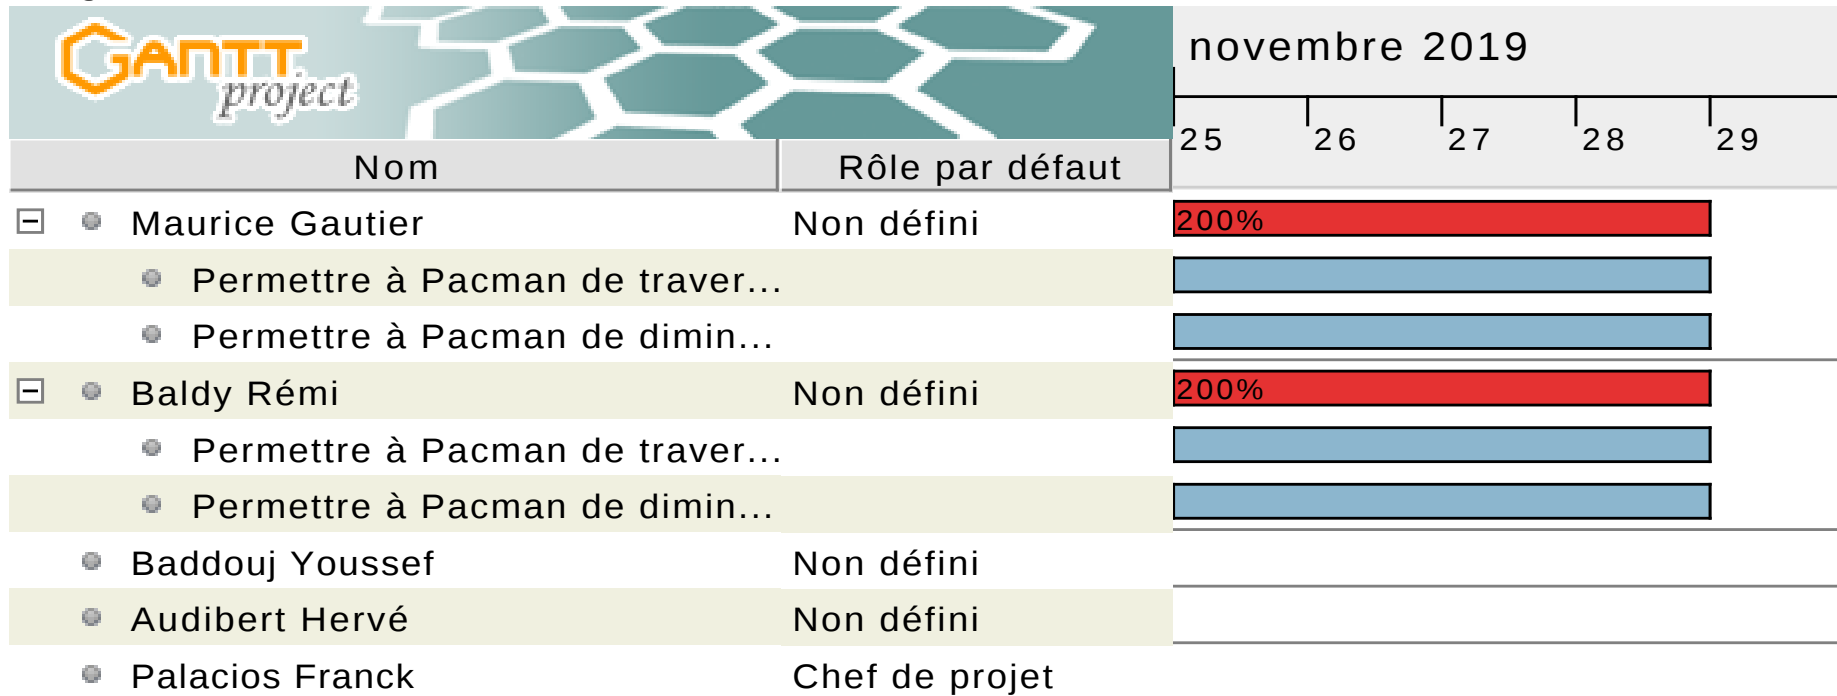 GANTT
project
novembre 2019
25 26 27 28 29
Nom Rôle par défaut
Maurice Gautier Non défini 200%
Permettre à Pacman de traver...
Permettre à Pacman de dimin...
Baldy Rémi Non défini 200%
Permettre à Pacman de traver...
Permettre à Pacman de dimin...
Baddouj Youssef Non défini
Audibert Hervé Non défini
Palacios Franck Chef de projet